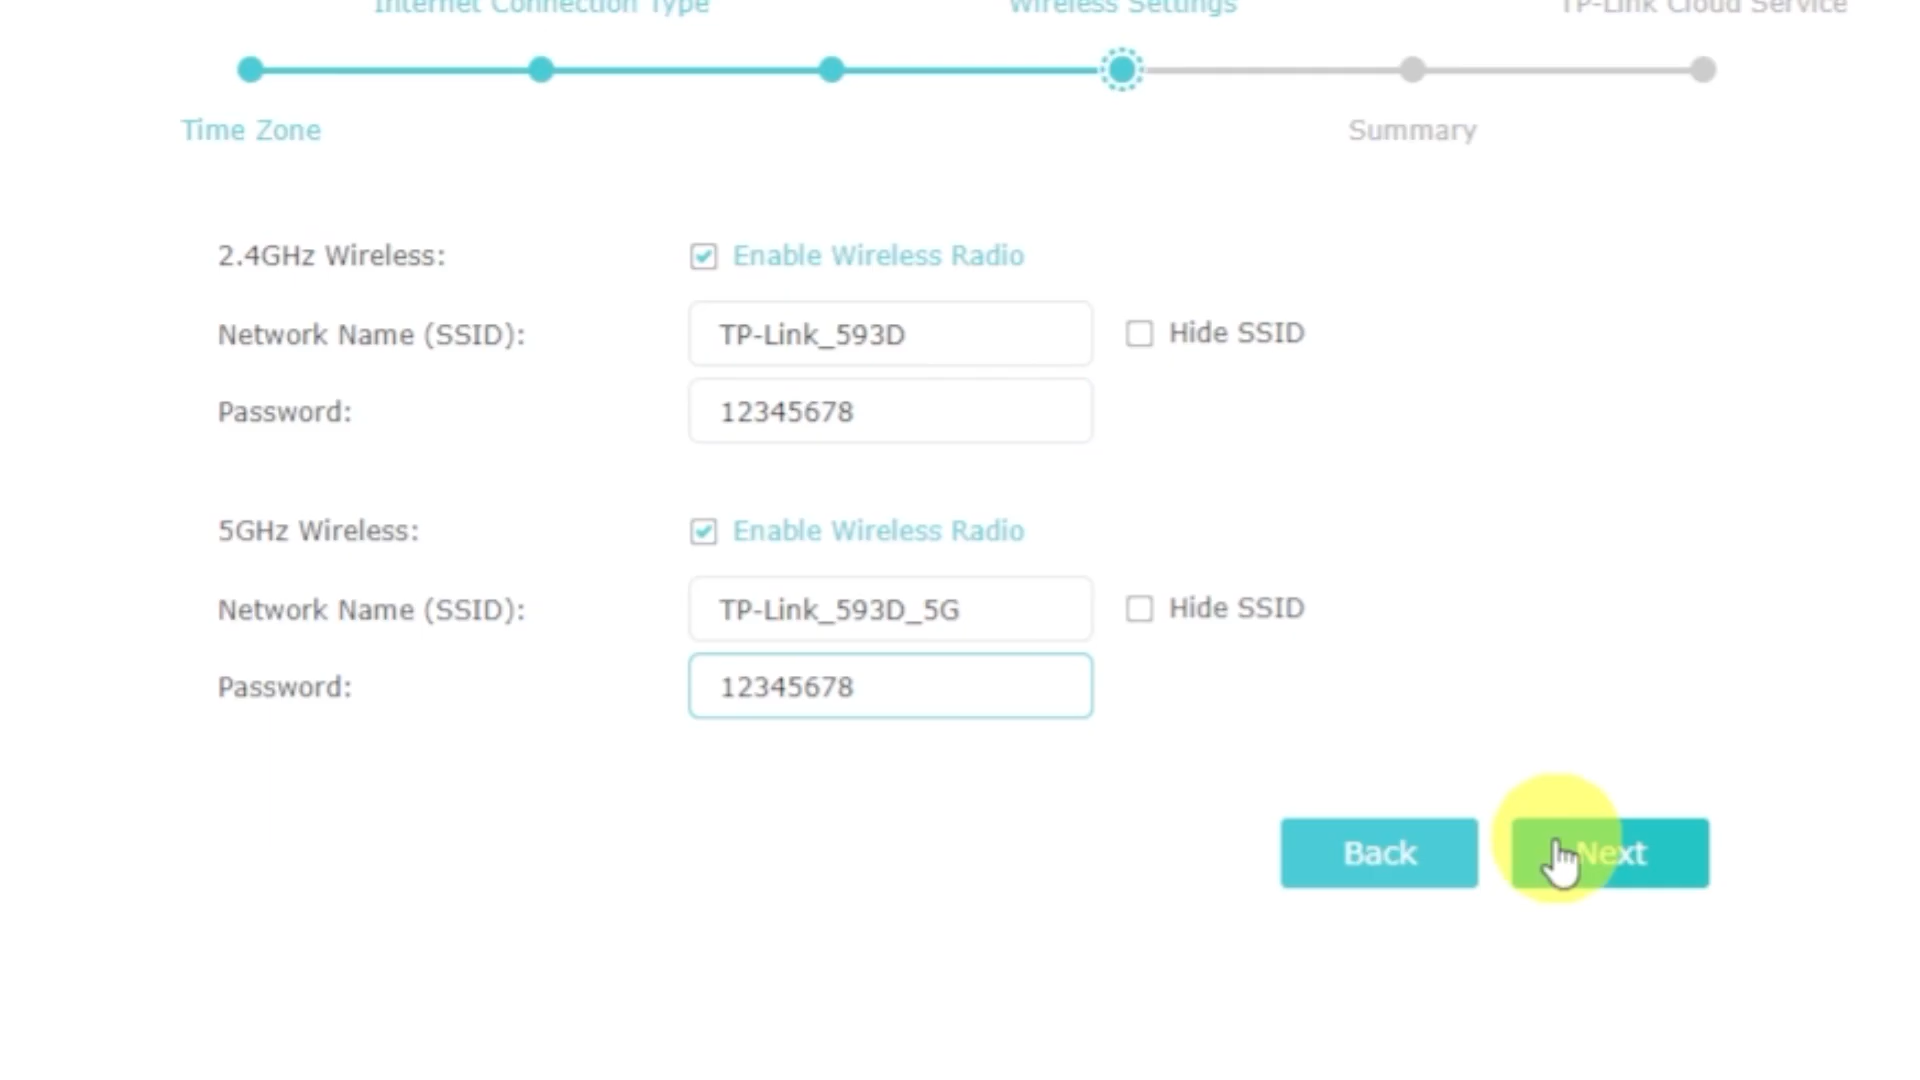 Internet Connection Type Wireless Settings TP-Link Cloud Service
Time Zone Summary
2.4GHz Wireless: Enable Wireless Radio
Network Name (SSID): TP-Link_593D Hide SSID
Password: 12345678
5GHz Wireless: Enable Wireless Radio
Network Name (SSID): TP-Link_593D_5G Hide SSID
Password: 12345678
Back Next